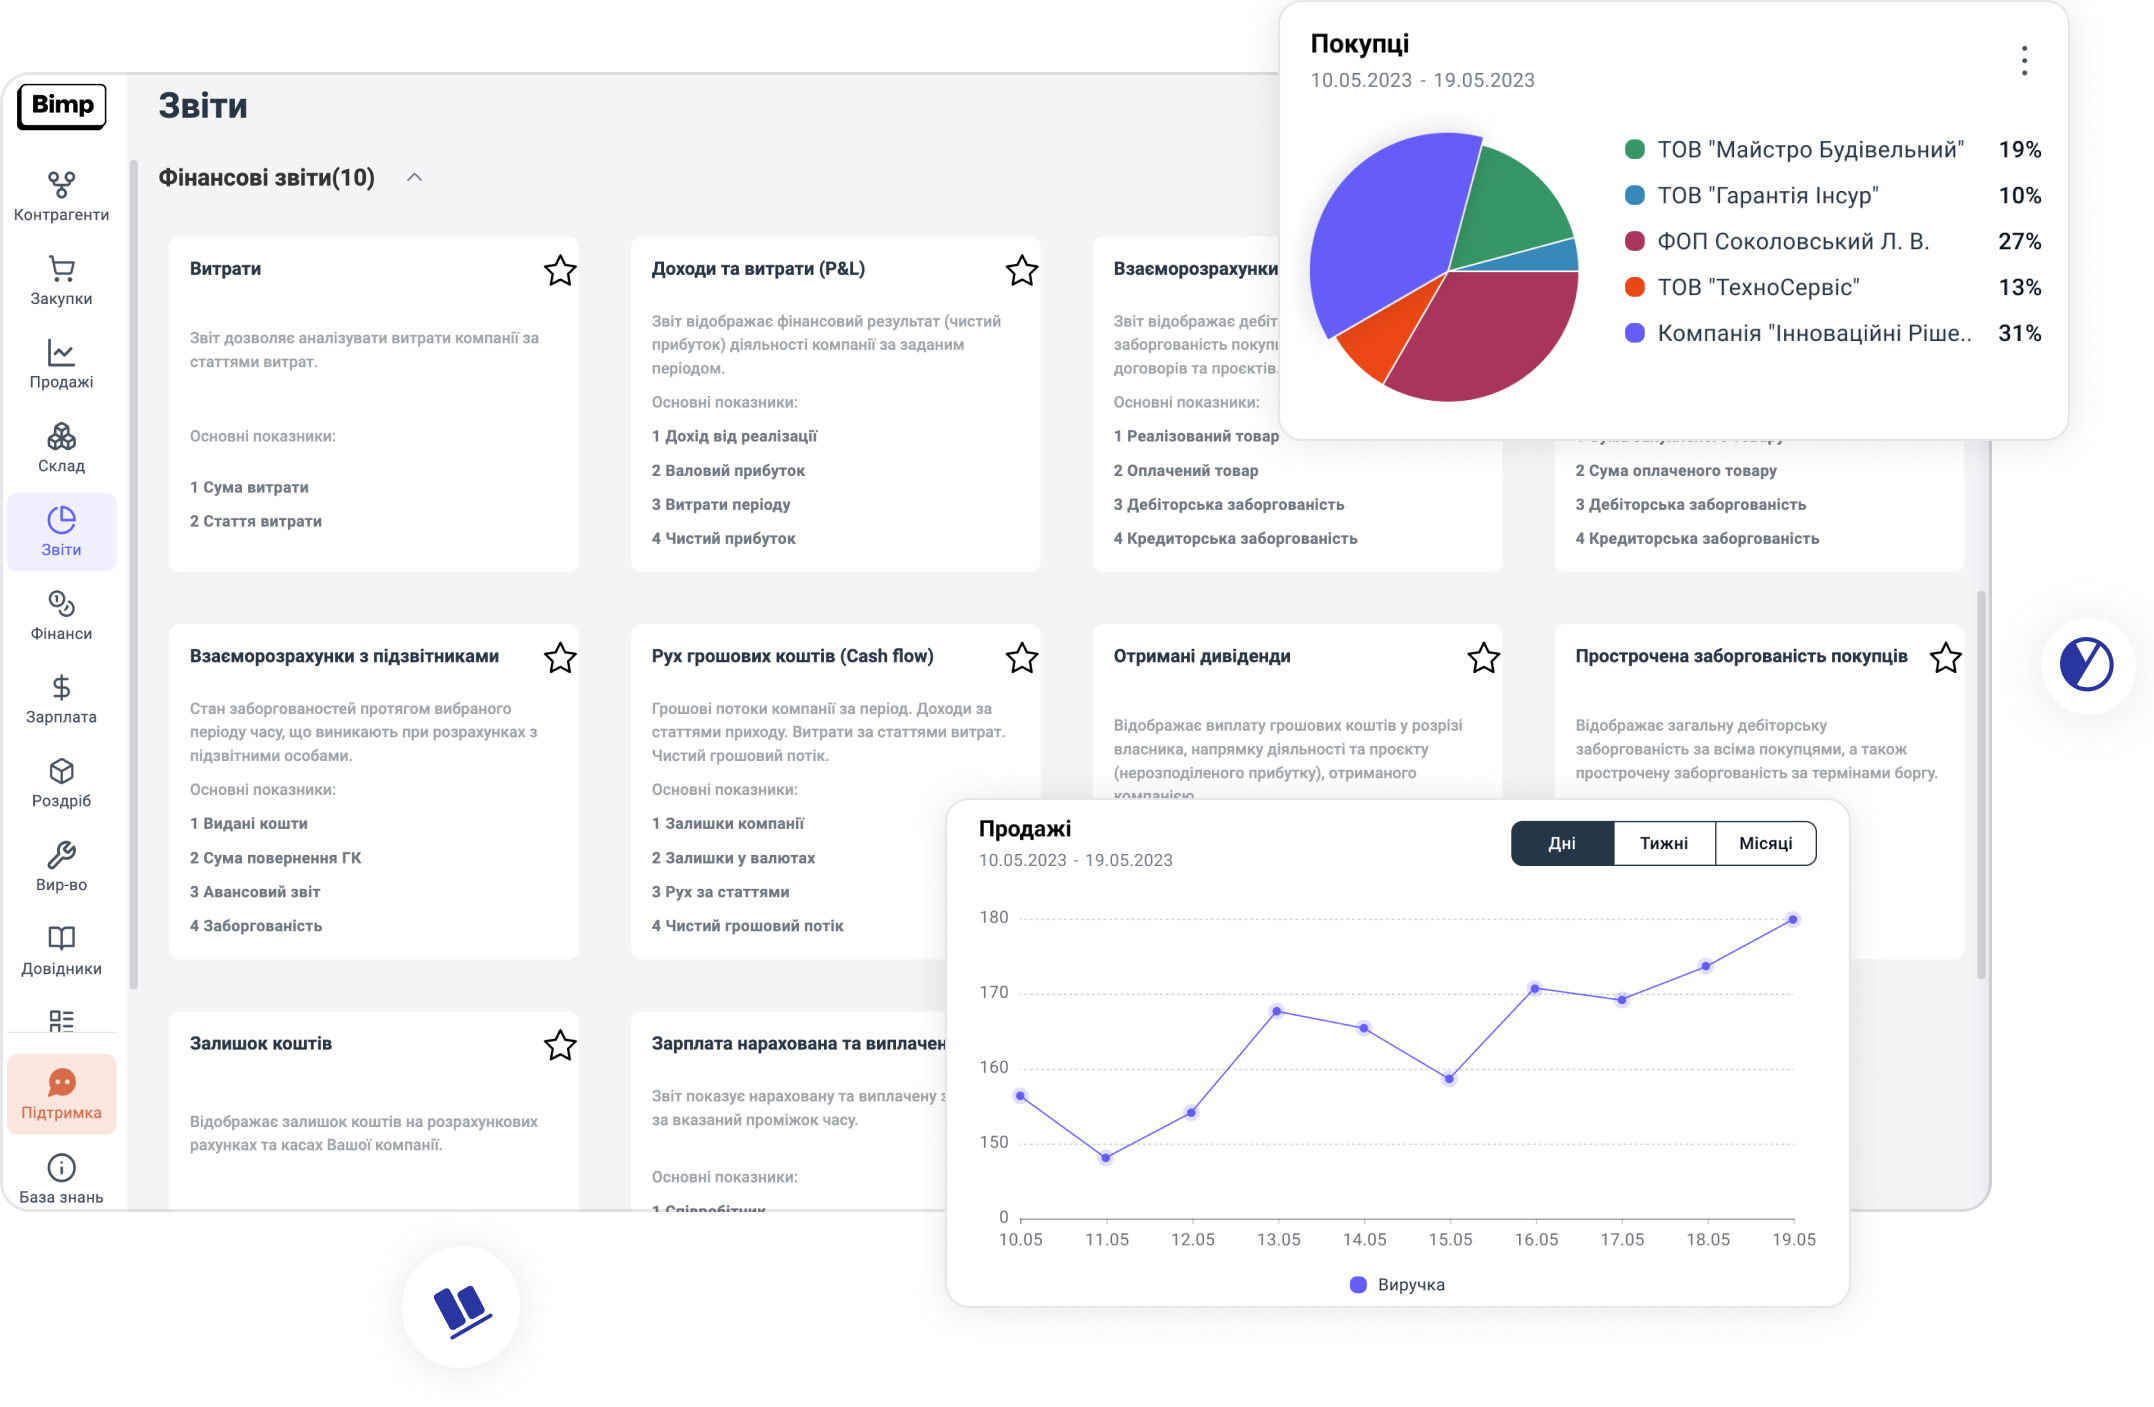 Bimp
Контрагенти
Закупки
Продажі
Склад
Звіти
Фінанси
Зарплата
Роздріб
Вир-во
Довідники
Підтримка
База знань
Звіти
Фінансові звіти(10)
Витрати
Звіт дозволяє аналізувати витрати компанії за
статтями витрат.
Основні показники:
1 Сума витрати
2 Стаття витрати
Доходи та витрати (P&L)
Звіт відображає фінансовий результат (чистий
прибуток) діяльності компанії за заданим
періодом.
Основні показники:
1 Дохід від реалізації
2 Валовий прибуток
3 Витрати періоду
4 Чистий прибуток
Взаєморозрахунки
Звіт відображає дебіт
заборгованість покупц
договорів та проєктів.
Основні показники:
1 Реалізований товар
2 Оплачений товар
3 Дебіторська заборгованість
4 Кредиторська заборгованість
2 Сума оплаченого товару
3 Дебіторська заборгованість
4 Кредиторська заборгованість
Взаєморозрахунки з підзвітниками
Стан заборгованостей протягом вибраного
періоду часу, що виникають при розрахунках з
підзвітними особами.
Основні показники:
1 Видані кошти
2 Сума повернення ГК
3 Авансовий звіт
4 Заборгованість
Рух грошових коштів (Cash flow)
Грошові потоки компанії за період. Доходи за
статтями приходу. Витрати за статтями витрат.
Чистий грошовий потік.
Основні показники:
1 Залишки компанії
2 Залишки у валютах
3 Рух за статтями
4 Чистий грошовий потік
Отримані дивіденди
Відображає виплату грошових коштів у розрізі
власника, напрямку діяльності та проєкту
(нерозподіленого прибутку), отриманого
компанією
Прострочена заборгованість покупців
Відображає загальну дебіторську
заборгованість за всіма покупцями, а також
прострочену заборгованість за термінами боргу.
Залишок коштів
Відображає залишок коштів на розрахункових
рахунках та касах Вашої компанії.
Зарплата нарахована та виплачен
Звіт показує нараховану та виплачену з
за вказаний проміжок часу.
Основні показники:
1 Співробітник
Покупці
10.05.2023 - 19.05.2023
ТОВ "Майстро Будівельний" 19%
ТОВ "Гарантія Інсур" 10%
ФОП Соколовський Л. В. 27%
ТОВ "ТехноСервіс" 13%
Компанія "Інноваційні Ріше.. 31%
Продажі
10.05.2023 - 19.05.2023
Дні Тижні Місяці
180
170
160
150
0
10.05 11.05 12.05 13.05 14.05 15.05 16.05 17.05 18.05 19.05
Виручка